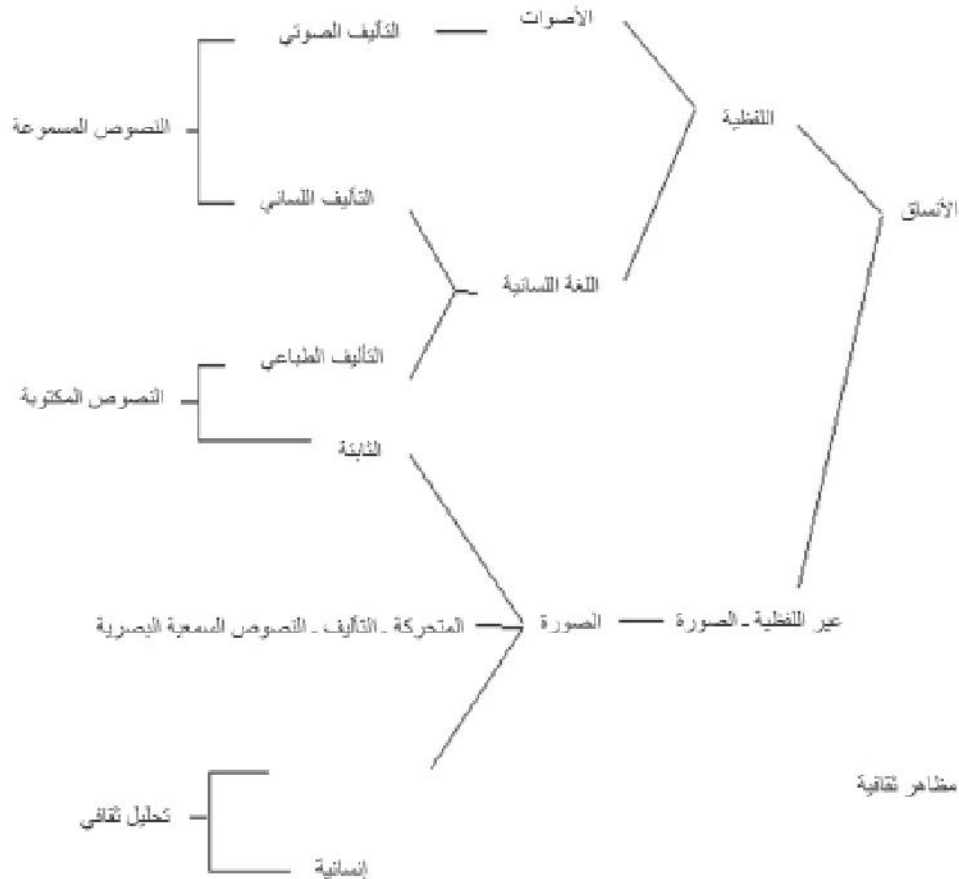 الأصوات
التأليف الصوتي
اللفظية
النصوص المسموعة
التأليف اللساني
الأنساق
اللغة اللسانية
التأليف الطباعي
النصوص المكتوبة
الثابتة
عير اللفظية - الصورة
الصورة
المتحركة - التأليف - النصوص السمعية البصرية
مظاهر ثقافية
تحليل ثقافي
إنسانية